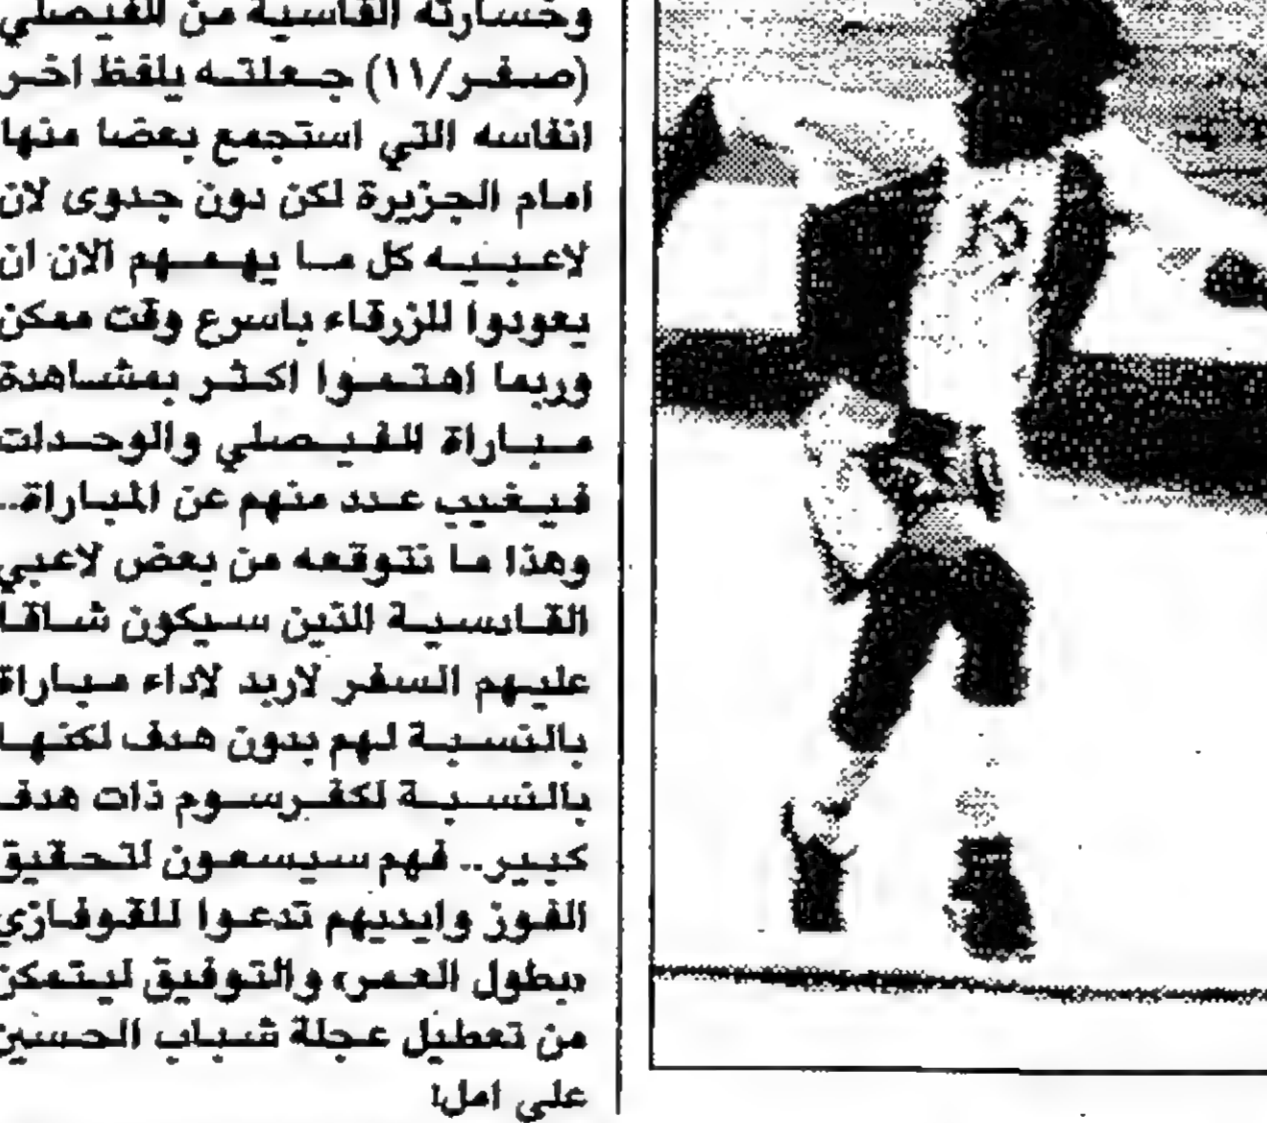 وخسارته القاسية من الفيصلي
(صفر/١١) جعلته يلفظ اخر
انفاسه التي استجمع بعضا منها
امام الجزيرة لكن دون جدوى لان
لاعبيه كل ما يهمهم الان ان
يعودوا للزرقاء باسرع وقت ممكن
وربما اهتموا اكثر بمشاهدة
مباراة الفيصلي والوحدات
فيغيب عدد منهم عن المباراة..
وهذا ما نتوقعه من بعض لاعبي
القادسية الذين سيكون شاقا
عليهم السفر لاربد لاداء مباراة
بالنسبة لهم بدون هدف لكنها
بالنسبة لكفرسوم ذات هدف
كبير.. فهم سيسعون لتحقيق
الفوز وايديهم تدعوا للقوقازي
«بطول العمر» والتوفيق ليتمكن
من تعطيل عجلة شباب الحسين
على امل!
15